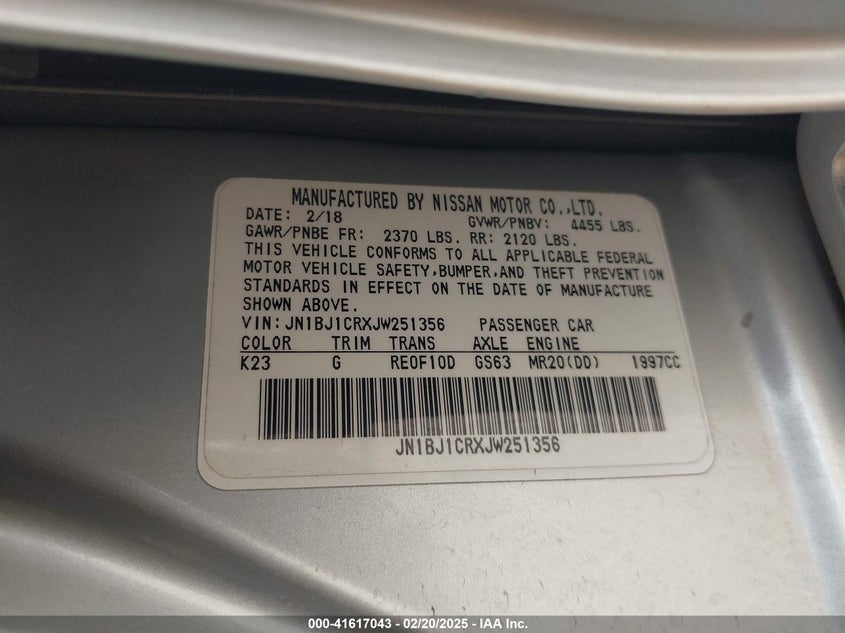 MANUFACTURED BY NISSAN MOTOR CO.,LTD.
DATE: 2/18 GVWR/PNBV: 4455 LBS.
GAWR/PNBE FR: 2370 LBS. RR: 2120 LBS.
THIS VEHICLE CONFORMS TO ALL APPLICABLE FEDERAL
MOTOR VEHICLE SAFETY,BUMPER,AND THEFT PREVENTION
STANDARDS IN EFFECT ON THE DATE OF MANUFACTURE
SHOWN ABOVE.
VIN:JN1BJ1CRXJW251356 PASSENGER CAR
COLOR TRIM TRANS AXLE ENGINE
K23 G RE0F10D GS63 MR20(DD) 1997CC
JN1BJ1CRXJW251356
000-41617043 - 02/20/2025 - IAA Inc.